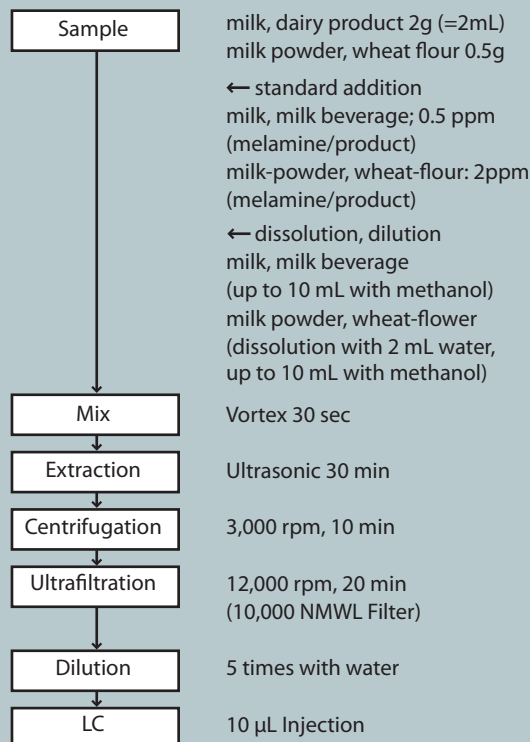 Sample
milk, dairy product 2g (=2mL)
milk powder, wheat flour 0.5g
← standard addition
milk, milk beverage; 0.5 ppm
(melamine/product)
milk-powder, wheat-flour: 2ppm
(melamine/product)
← dissolution, dilution
milk, milk beverage
(up to 10 mL with methanol)
milk powder, wheat-flower
(dissolution with 2 mL water,
up to 10 mL with methanol)
Mix
Vortex 30 sec
Extraction
Ultrasonic 30 min
Centrifugation
3,000 rpm, 10 min
Ultrafiltration
12,000 rpm, 20 min
(10,000 NMWL Filter)
Dilution
5 times with water
LC
10 µL Injection